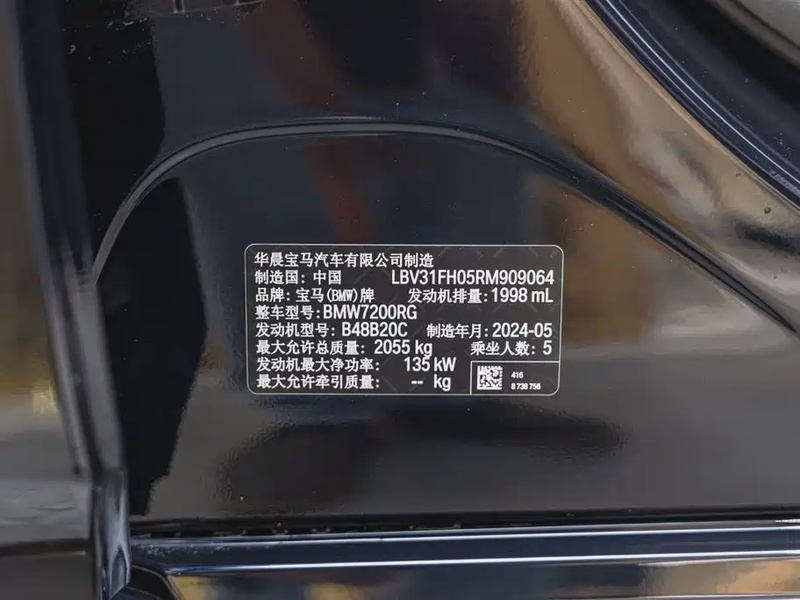 华晨宝马汽车有限公司制造
制造国: 中国 LBV31FH05RM909064
品牌: 宝马(BMW)牌 发动机排量: 1998 mL
整车型号: BMW7200RG
发动机型号: B48B20C 制造年月: 2024-05
最大允许总质量: 2055 kg 乘坐人数: 5
发动机最大净功率: 135 kW
最大允许牵引质量: -- kg
416
8 738 756